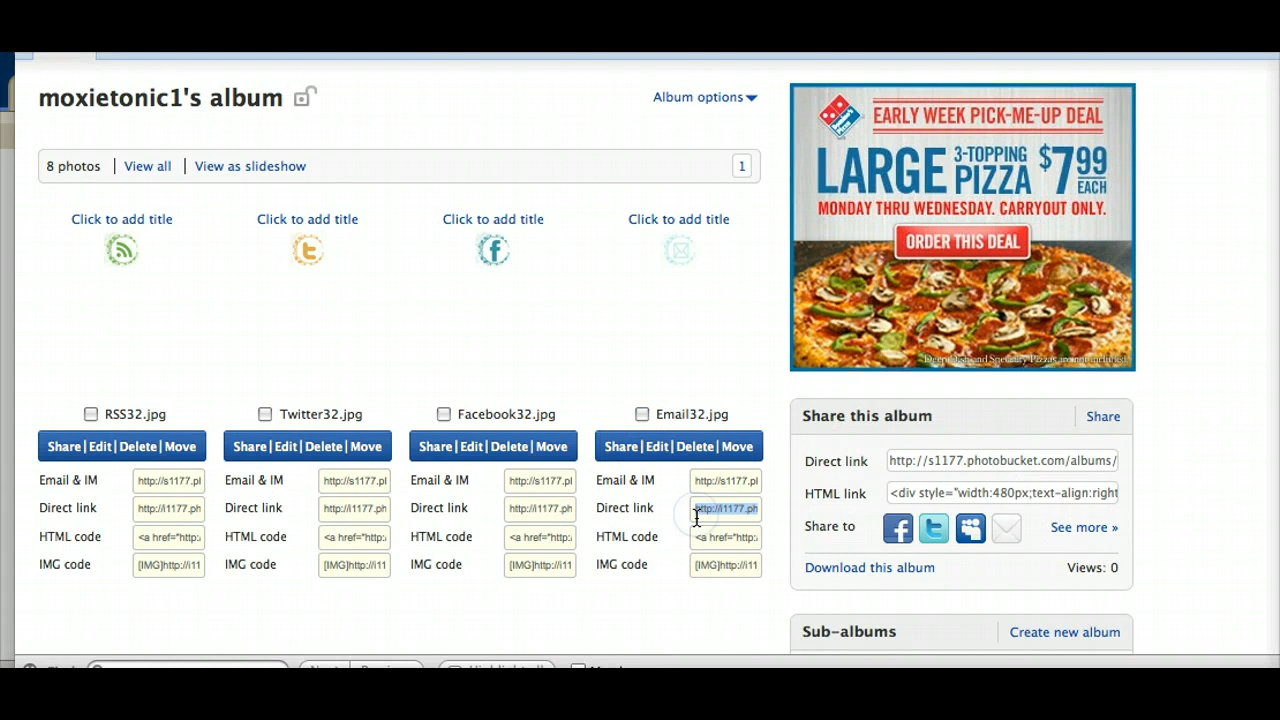 moxietonic1's album
Album options
8 photos | View all | View as slideshow
1
Click to add title
Click to add title
Click to add title
Click to add title
RSS32.jpg
Twitter32.jpg
Facebook32.jpg
Email32.jpg
Share|Edit|Delete|Move
Share|Edit|Delete|Move
Share|Edit|Delete|Move
Share|Edit|Delete|Move
Email & IM http://s1177.pl
Email & IM http://s1177.pl
Email & IM http://s1177.pl
Email & IM http://s1177.pl
Direct link http://i1177.ph
Direct link http://i1177.ph
Direct link http://i1177.ph
Direct link http://i1177.ph
HTML code <a href="http:
HTML code <a href="http:
HTML code <a href="http:
HTML code <a href="http:
IMG code [IMG]http://i11
IMG code [IMG]http://i11
IMG code [IMG]http://i11
IMG code [IMG]http://i11
EARLY WEEK PICK-ME-UP DEAL
LARGE 3-TOPPING PIZZA $7.99 EACH
MONDAY THRU WEDNESDAY. CARRYOUT ONLY.
ORDER THIS DEAL
Deep Dish and Specialty Pizzas are not included.
Share this album
Share
Direct link http://s1177.photobucket.com/albums/
HTML link <div style="width:480px;text-align:right
Share to
See more »
Download this album
Views: 0
Sub-albums
Create new album